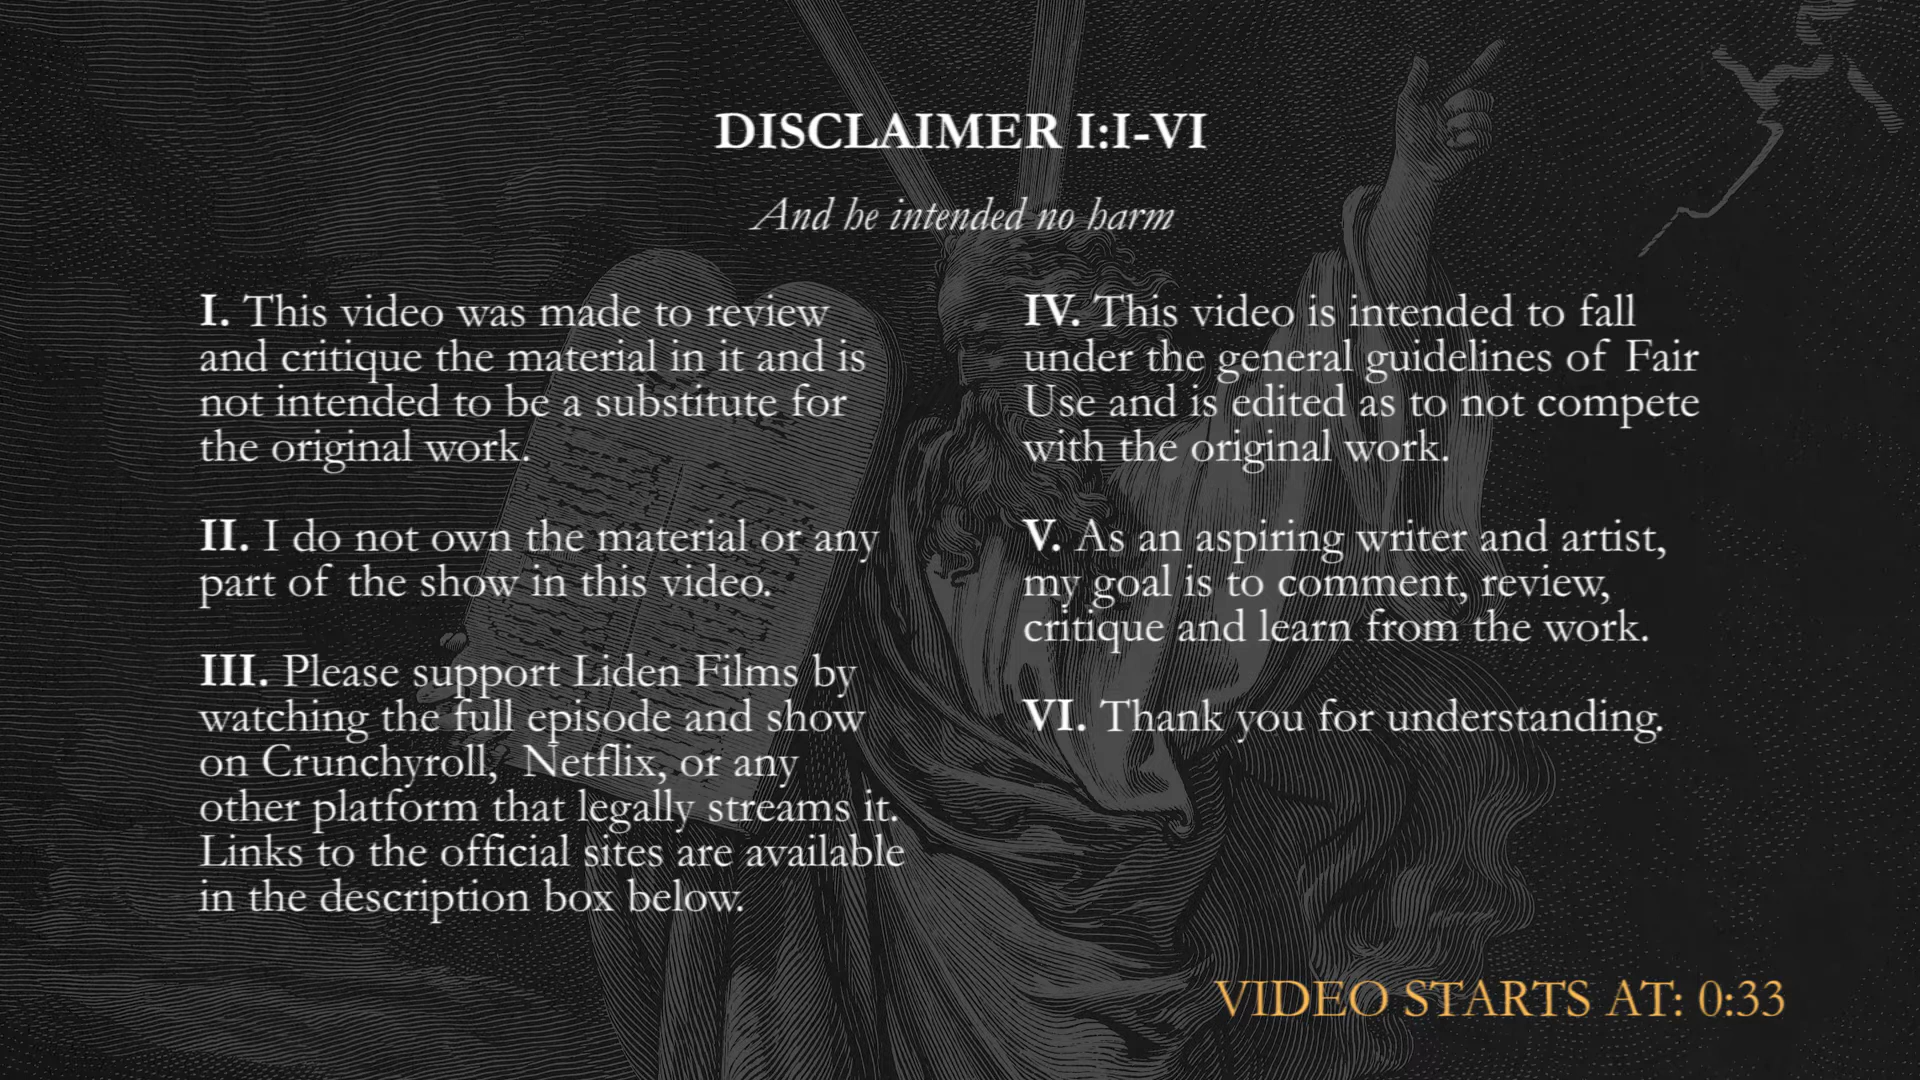 DISCLAIMER I:I-VI
And he intended no harm
I. This video was made to review
and critique the material in it and is
not intended to be a substitute for
the original work.
II. I do not own the material or any
part of the show in this video.
III. Please support Liden Films by
watching the full episode and show
on Crunchyroll, Netflix, or any
other platform that legally streams it.
Links to the official sites are available
in the description box below.
IV. This video is intended to fall
under the general guidelines of Fair
Use and is edited as to not compete
with the original work.
V. As an aspiring writer and artist,
my goal is to comment, review,
critique and learn from the work.
VI. Thank you for understanding.
VIDEO STARTS AT: 0:33